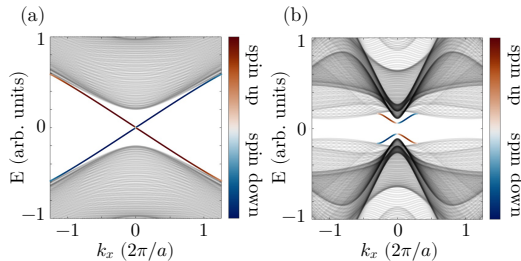 (a)
(b)
1
0
−1
E (arb. units)
−1
0
1
k_x (2π/a)
spin up
spin down
1
0
−1
E (arb. units)
−1
0
1
k_x (2π/a)
spin up
spin down